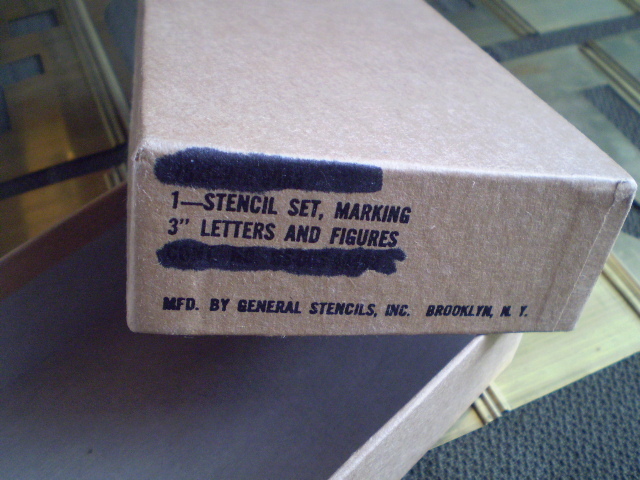 1—STENCIL SET, MARKING
3" LETTERS AND FIGURES
MFD. BY GENERAL STENCILS, INC. BROOKLYN, N. Y.